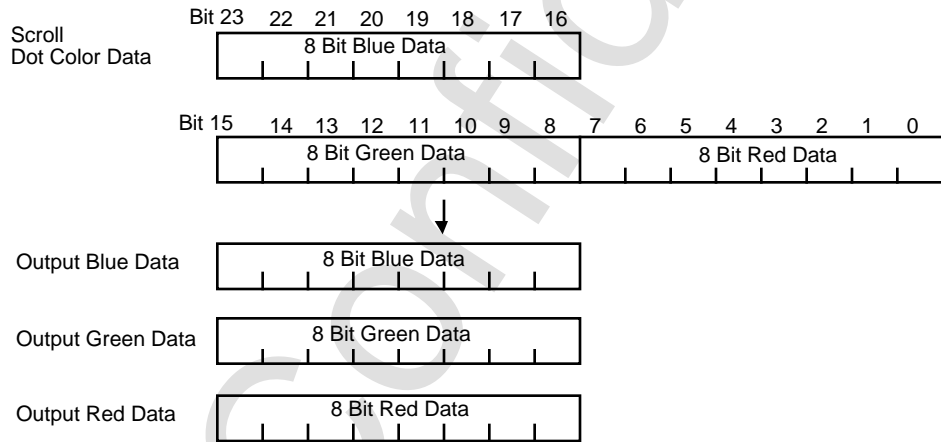 Bit 23 22 21 20 19 18 17 16
Scroll
Dot Color Data
8 Bit Blue Data
Bit 15 14 13 12 11 10 9 8 7 6 5 4 3 2 1 0
8 Bit Green Data 8 Bit Red Data
Output Blue Data 8 Bit Blue Data
Output Green Data 8 Bit Green Data
Output Red Data 8 Bit Red Data
Confid